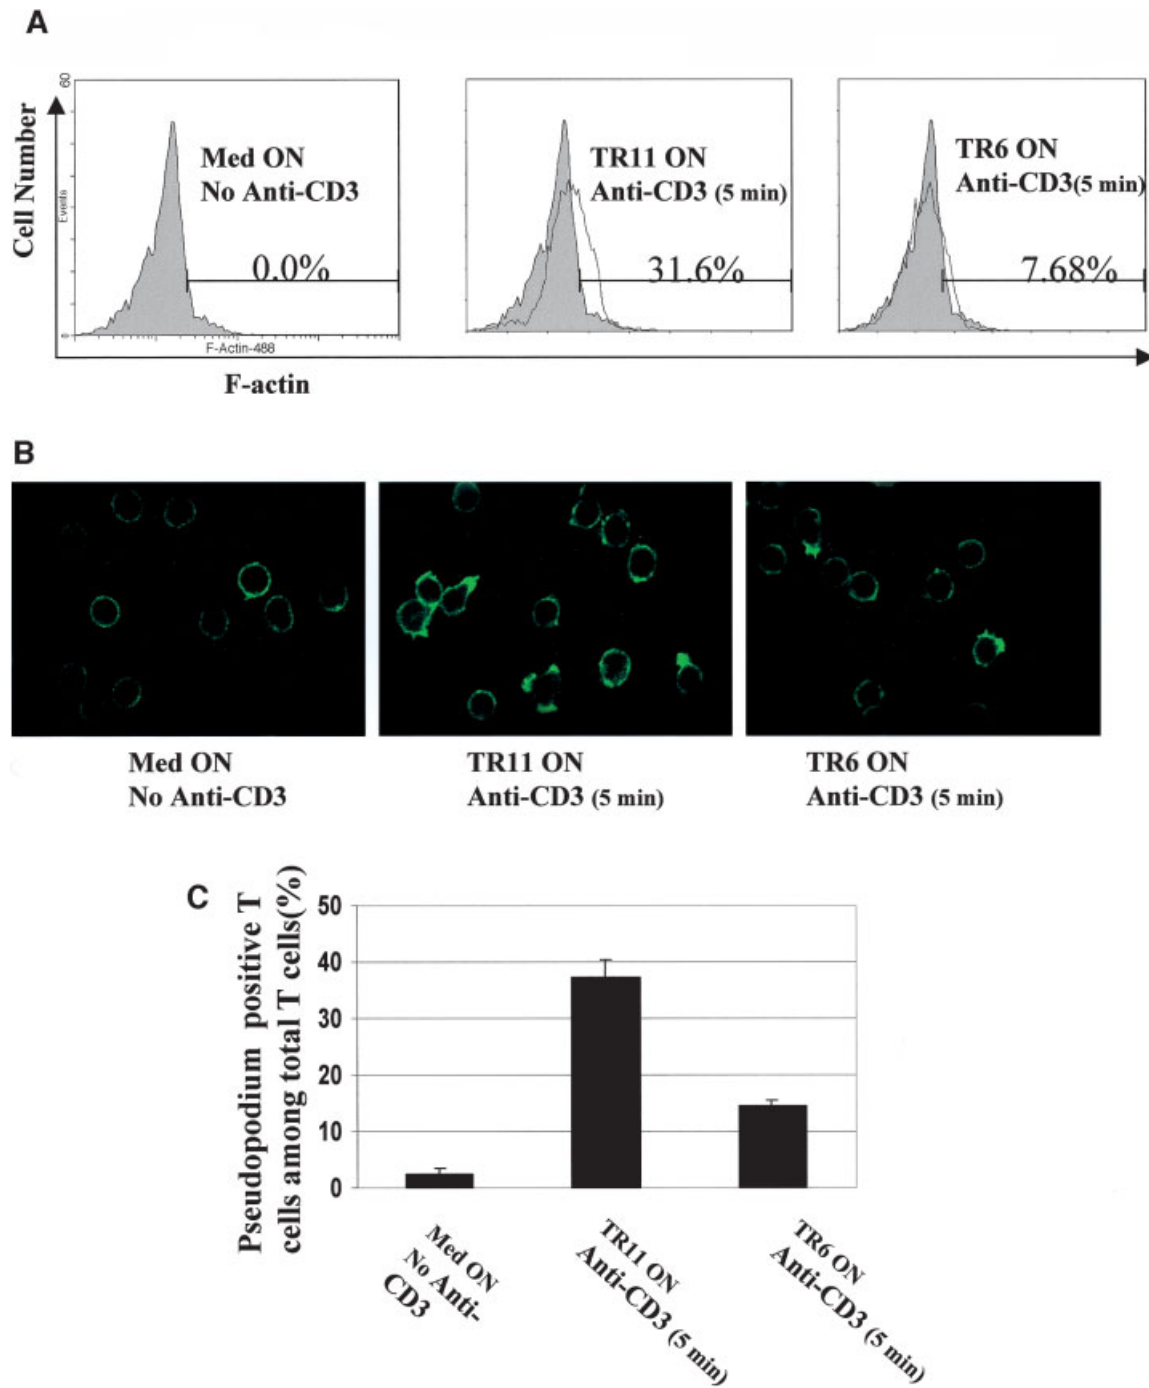 A
60
Cell Number
Events
0
Med ON
No Anti-CD3
0.0%
TR11 ON
Anti-CD3 (5 min)
31.6%
TR6 ON
Anti-CD3(5 min)
7.68%
F-Actin-488
F-actin
B
Med ON
No Anti-CD3
TR11 ON
Anti-CD3 (5 min)
TR6 ON
Anti-CD3 (5 min)
C
Pseudopodium positive T
cells among total T cells(%)
50
40
30
20
10
0
Med ON
No Anti-
CD3
TR11 ON
Anti-CD3 (5 min)
TR6 ON
Anti-CD3 (5 min)